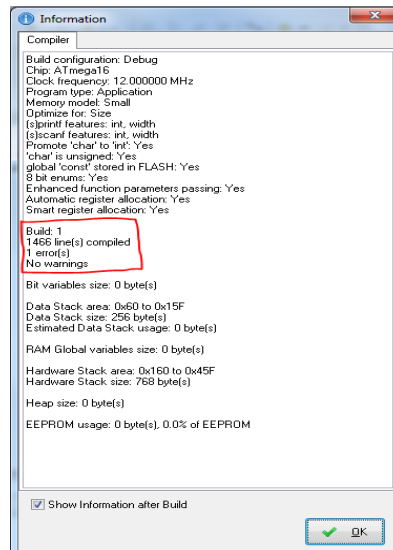 Information
Compiler
Build configuration: Debug
Chip: ATmega16
Clock frequency: 12.000000 MHz
Program type: Application
Memory model: Small
Optimize for: Size
(s)printf features: int, width
(s)scanf features: int, width
Promote 'char' to 'int': Yes
'char' is unsigned: Yes
global 'const' stored in FLASH: Yes
8 bit enums: Yes
Enhanced function parameters passing: Yes
Automatic register allocation: Yes
Smart register allocation: Yes
Build: 1
1466 line(s) compiled
1 error(s)
No warnings
Bit variables size: 0 byte(s)
Data Stack area: 0x60 to 0x15F
Data Stack size: 256 byte(s)
Estimated Data Stack usage: 0 byte(s)
RAM Global variables size: 0 byte(s)
Hardware Stack area: 0x160 to 0x45F
Hardware Stack size: 768 byte(s)
Heap size: 0 byte(s)
EEPROM usage: 0 byte(s), 0.0% of EEPROM
Show Information after Build
OK